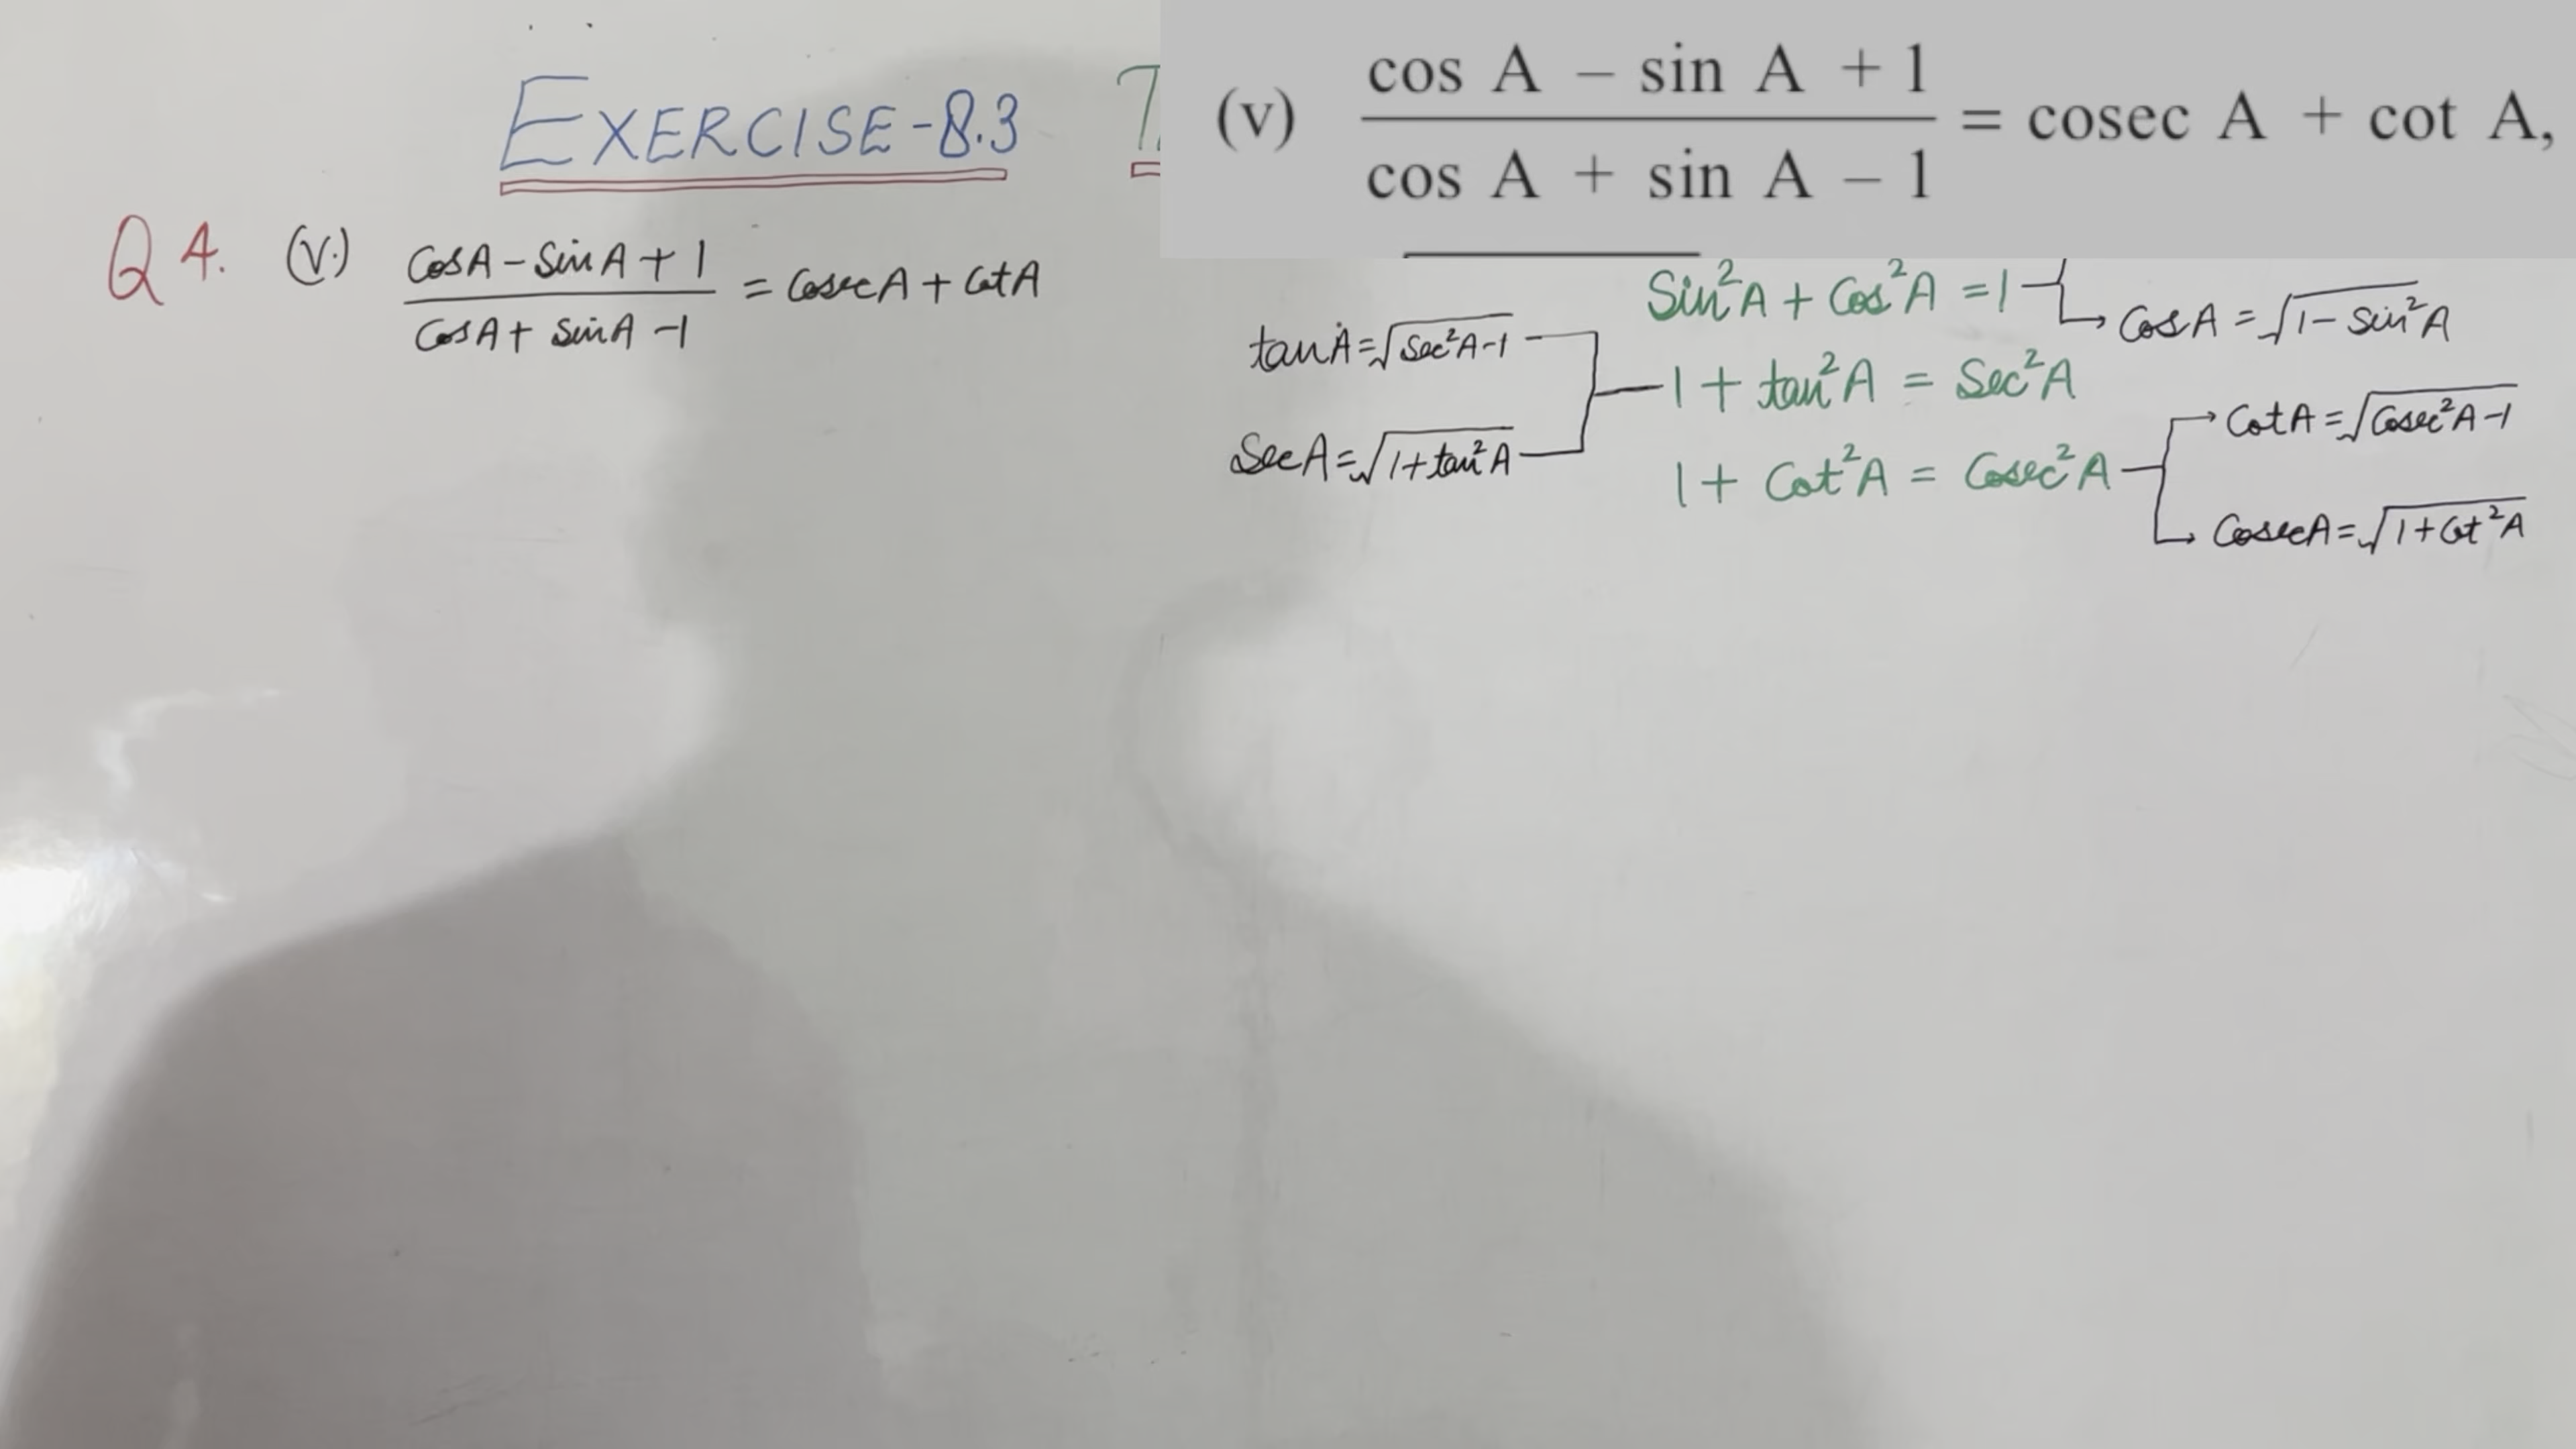 EXERCISE-8.3
(v) cos A – sin A + 1 / cos A + sin A – 1 = cosec A + cot A,
Q4. (v.) CosA - SinA + 1 / CosA + SinA - 1 = CosecA + CotA
Sin²A + Cos²A = 1
CosA = √1 - Sin²A
tanA = √Sec²A - 1
1 + tan²A = Sec²A
SecA = √1 + tan²A
1 + Cot²A = Cosec²A
CotA = √Cosec²A - 1
CosecA = √1 + Cot²A